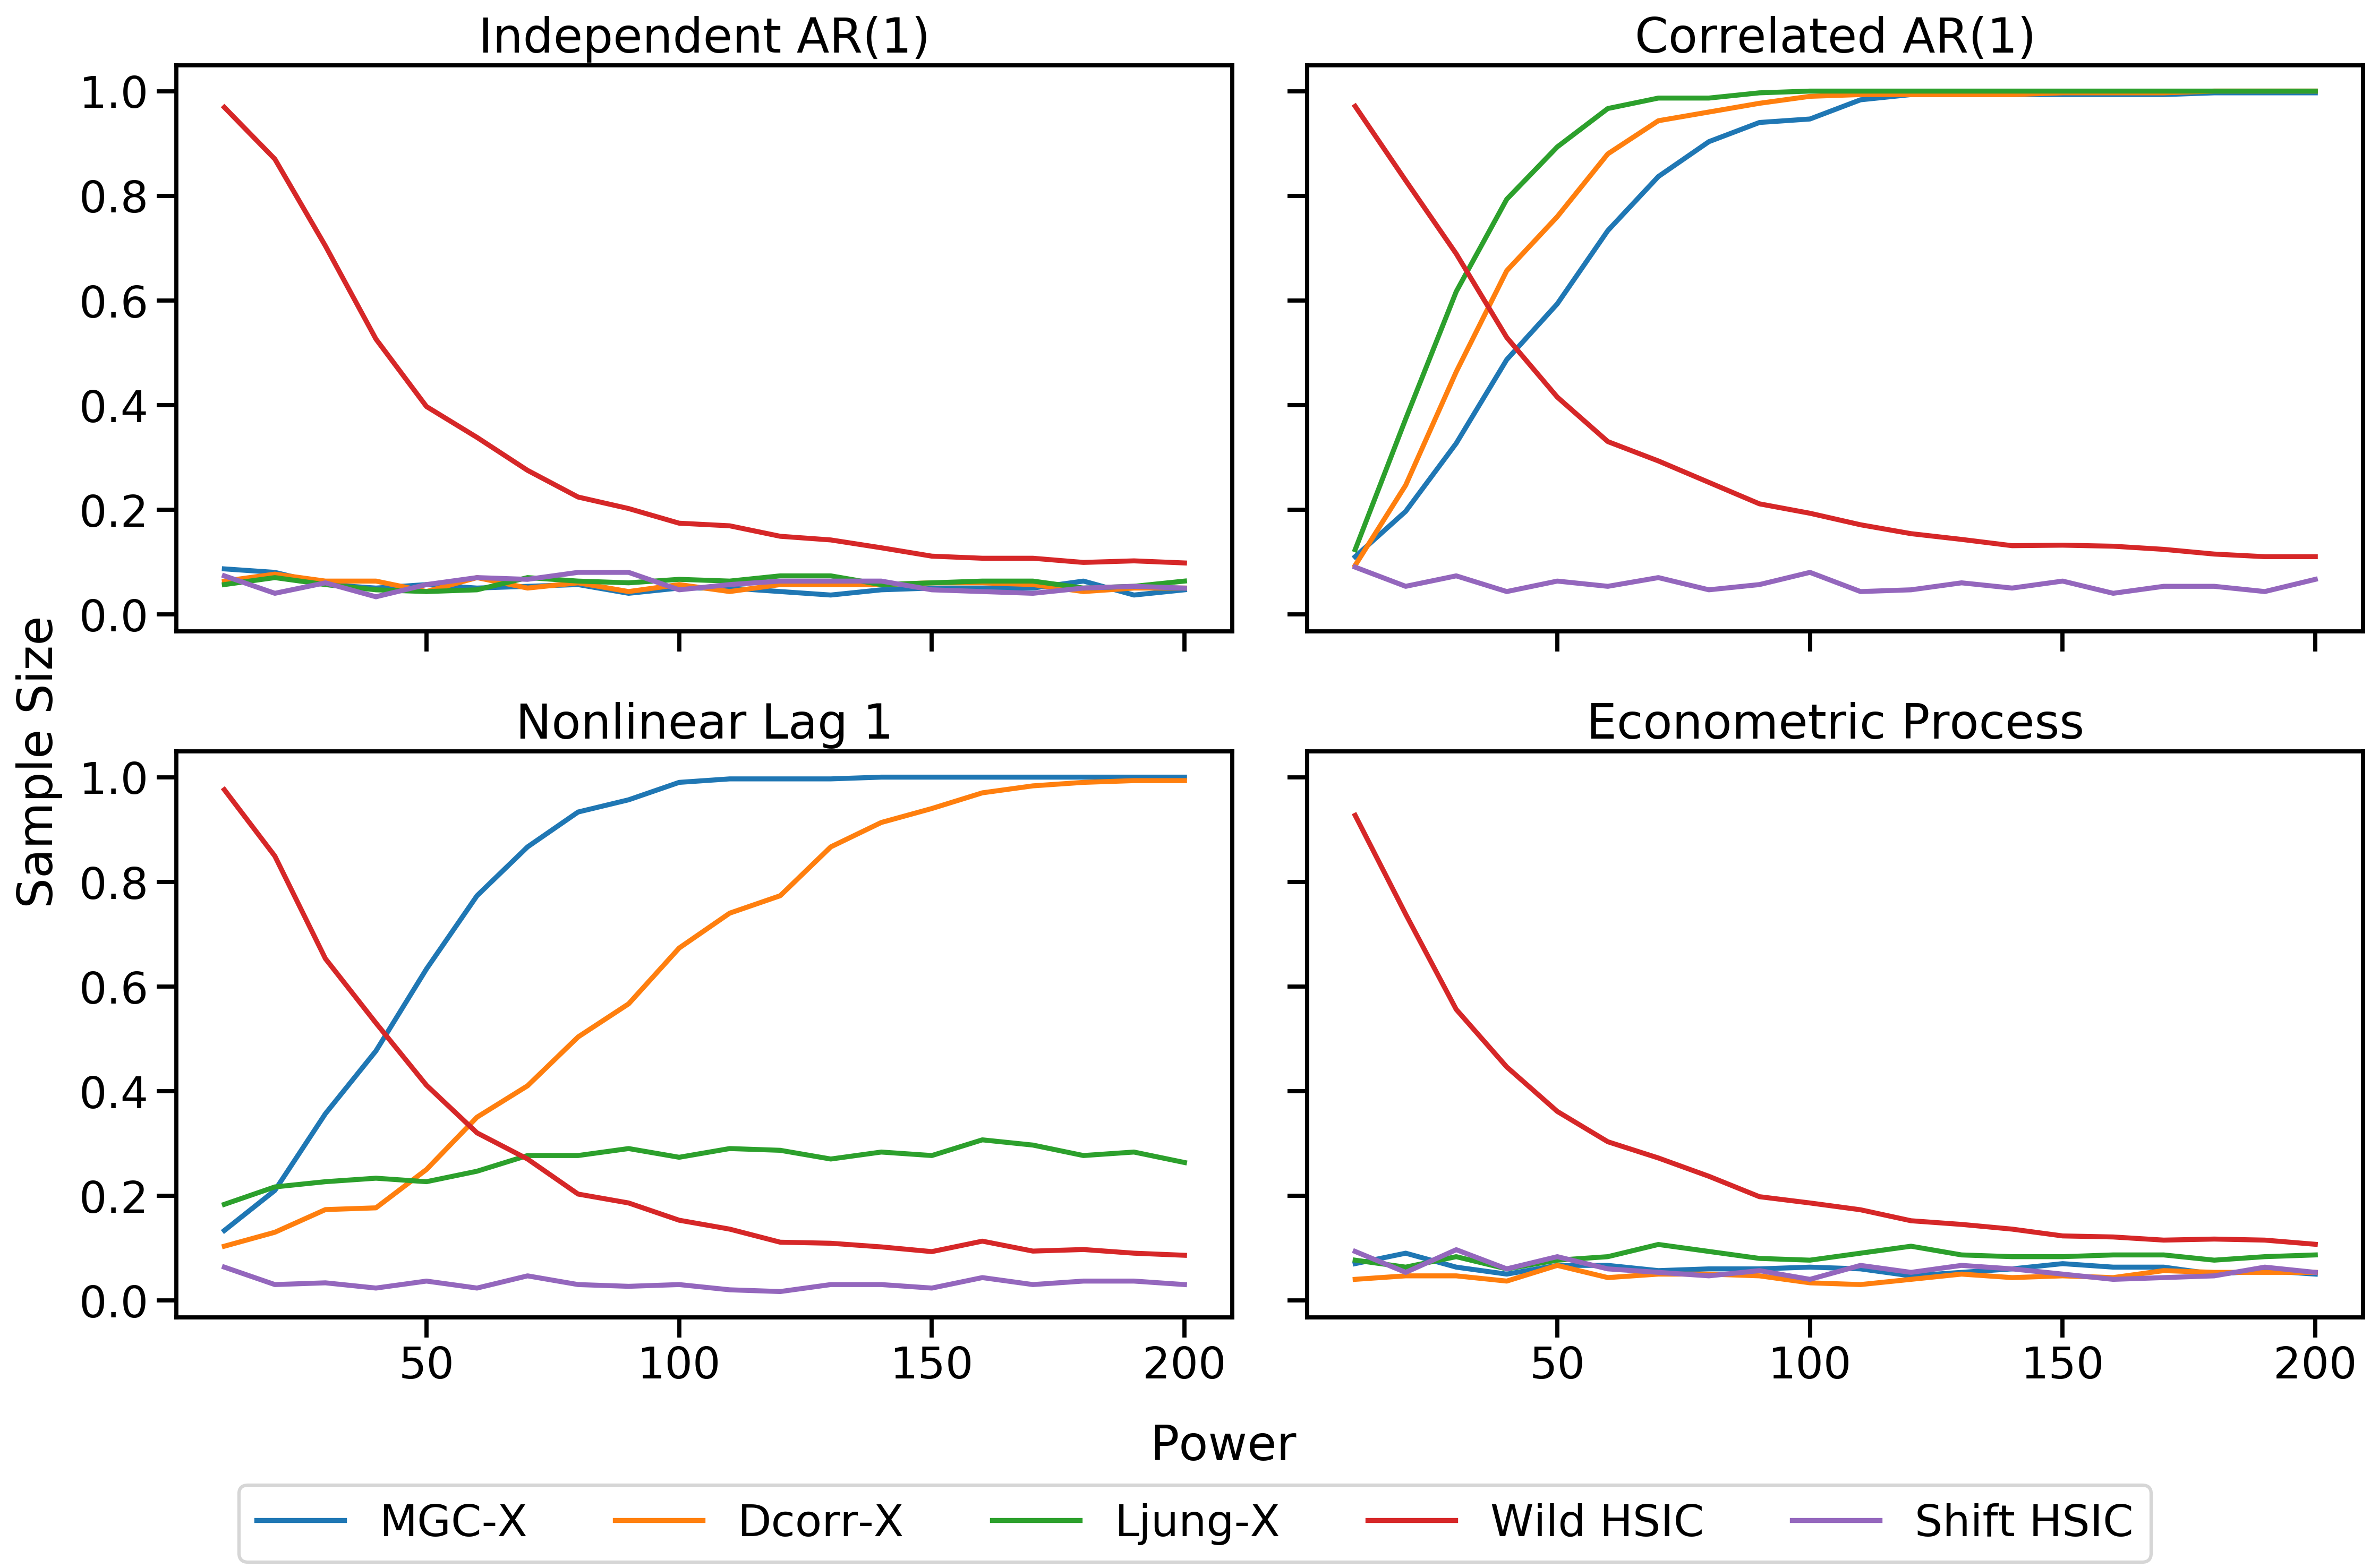 Independent AR(1)
Correlated AR(1)
1.0
0.8
0.6
0.4
0.2
0.0
Sample Size
Nonlinear Lag 1
Econometric Process
1.0
0.8
0.6
0.4
0.2
0.0
50 100 150 200
50 100 150 200
Power
MGC-X Dcorr-X Ljung-X Wild HSIC Shift HSIC